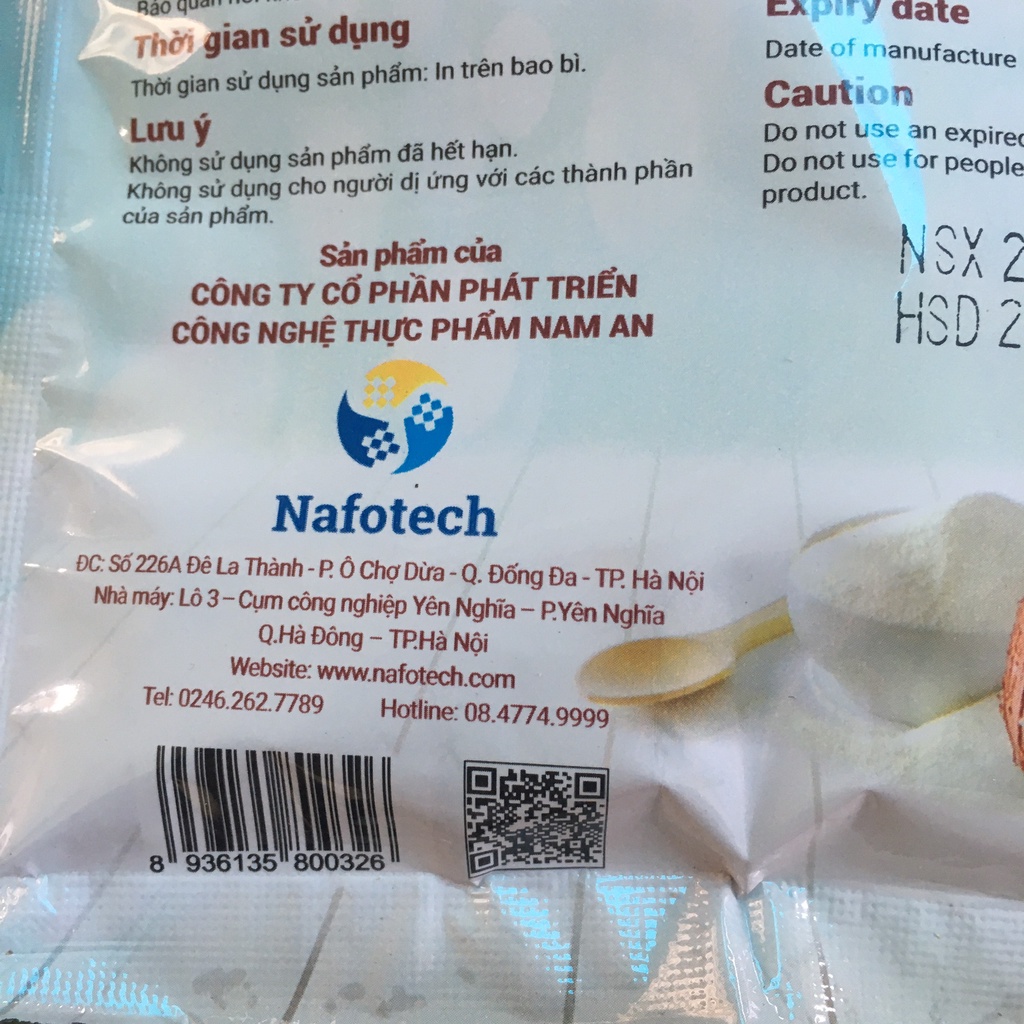 Bảo quản nơi
Thời gian sử dụng
Thời gian sử dụng sản phẩm: In trên bao bì.
Lưu ý
Không sử dụng sản phẩm đã hết hạn.
Không sử dụng cho người dị ứng với các thành phần
của sản phẩm.
Sản phẩm của
CÔNG TY CỔ PHẦN PHÁT TRIỂN
CÔNG NGHỆ THỰC PHẨM NAM AN
Nafotech
ĐC: Số 226A Đê La Thành - P. Ô Chợ Dừa - Q. Đống Đa - TP. Hà Nội
Nhà máy: Lô 3 – Cụm công nghiệp Yên Nghĩa – P.Yên Nghĩa
Q.Hà Đông – TP.Hà Nội
Website: www.nafotech.com
Tel: 0246.262.7789 Hotline: 08.4774.9999
8 936135 800326
Expiry date
Date of manufacture
Caution
Do not use an expired
Do not use for people
product.
NSX 2
HSD 2